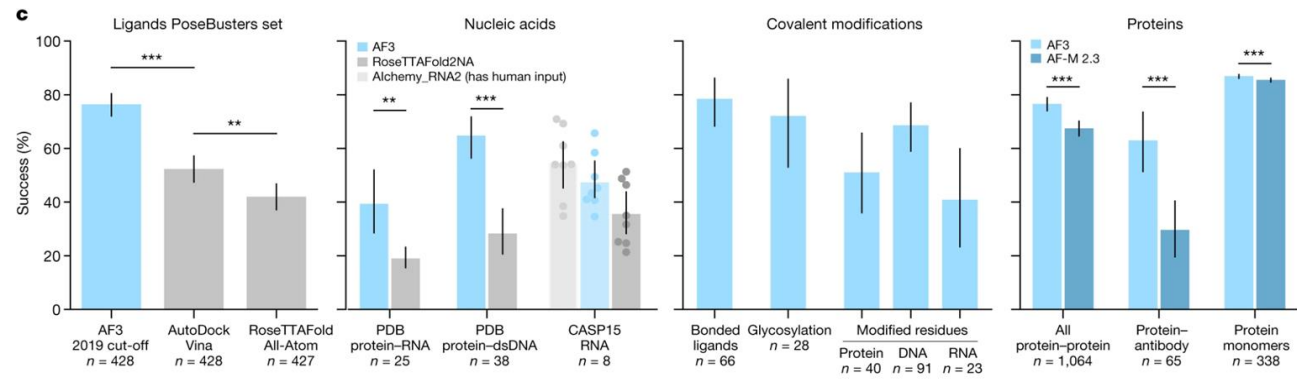 c
Ligands PoseBusters set
Success (%)
100
80
60
40
20
0
***
**
AF3
2019 cut-off
n = 428
AutoDock
Vina
n = 428
RoseTTAFold
All-Atom
n = 427
Nucleic acids
AF3
RoseTTAFold2NA
Alchemy_RNA2 (has human input)
**
***
PDB
protein–RNA
n = 25
PDB
protein–dsDNA
n = 38
CASP15
RNA
n = 8
Covalent modifications
Bonded
ligands
n = 66
Glycosylation
n = 28
Modified residues
Protein
n = 40
DNA
n = 91
RNA
n = 23
Proteins
AF3
AF-M 2.3
***
***
***
All
protein–protein
n = 1,064
Protein–
antibody
n = 65
Protein
monomers
n = 338